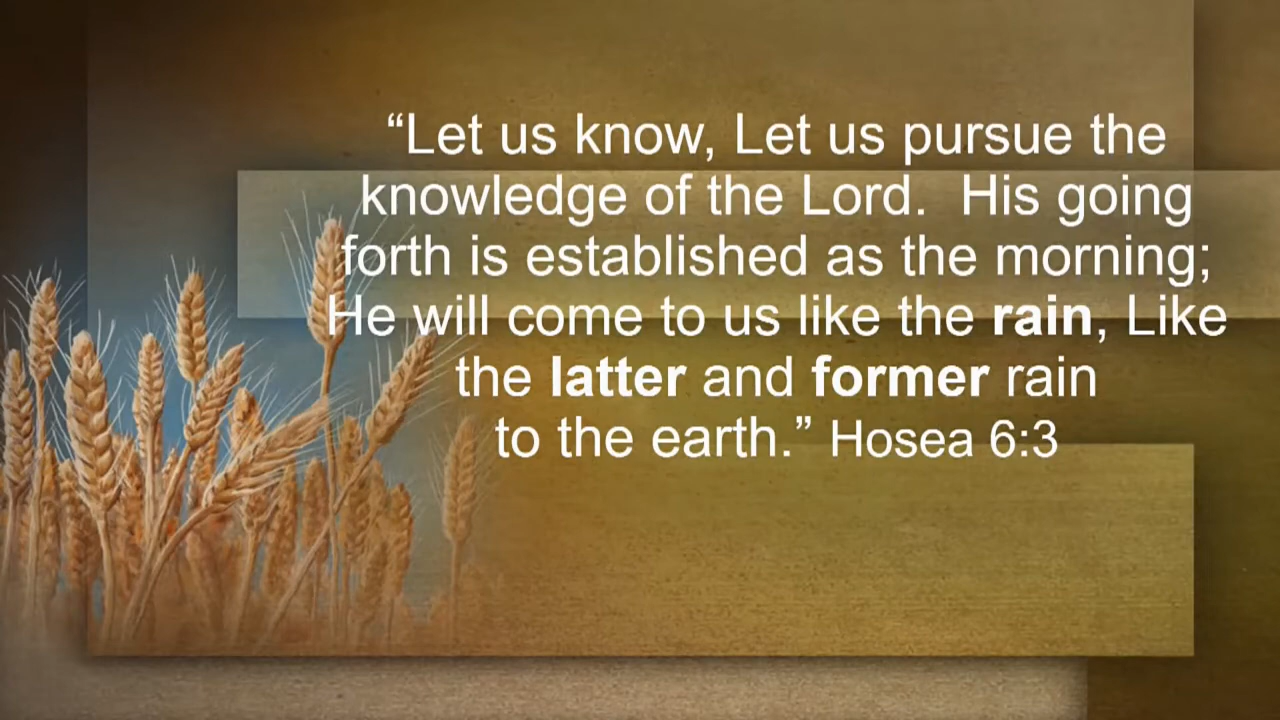 “Let us know, Let us pursue the
knowledge of the Lord.  His going
forth is established as the morning;
He will come to us like the rain, Like
the latter and former rain
to the earth.” Hosea 6:3